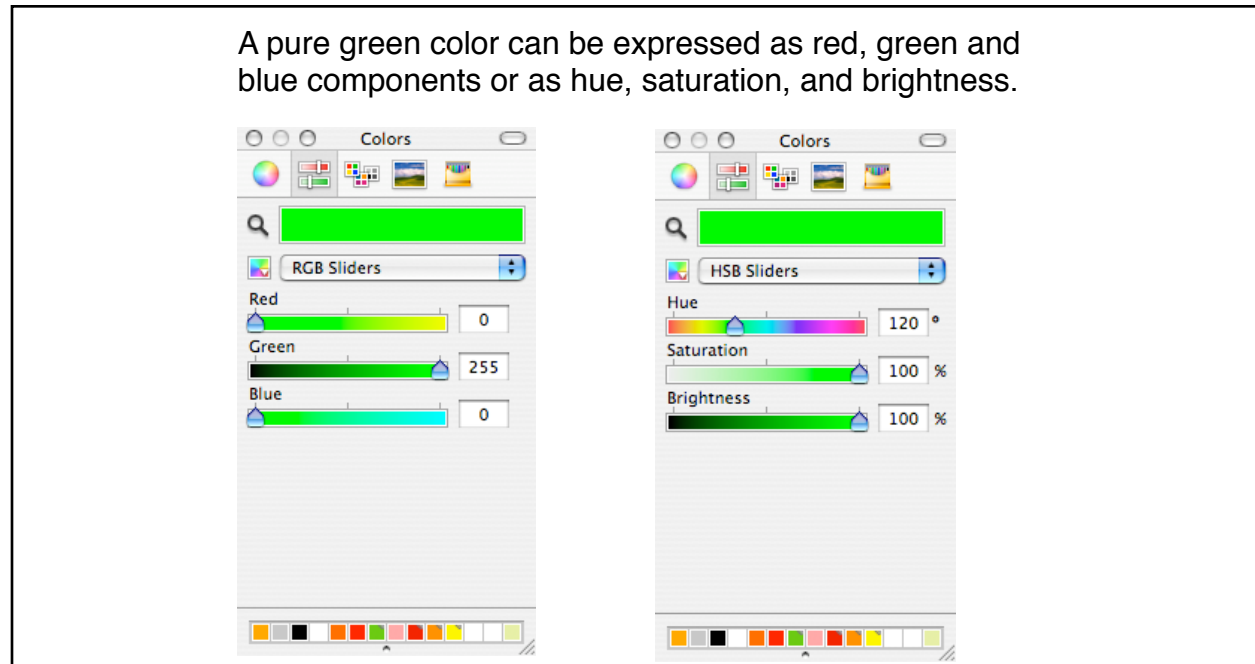 A pure green color can be expressed as red, green and
blue components or as hue, saturation, and brightness.
Colors
RGB Sliders
Red
0
Green
255
Blue
0
Colors
HSB Sliders
Hue
120 °
Saturation
100 %
Brightness
100 %